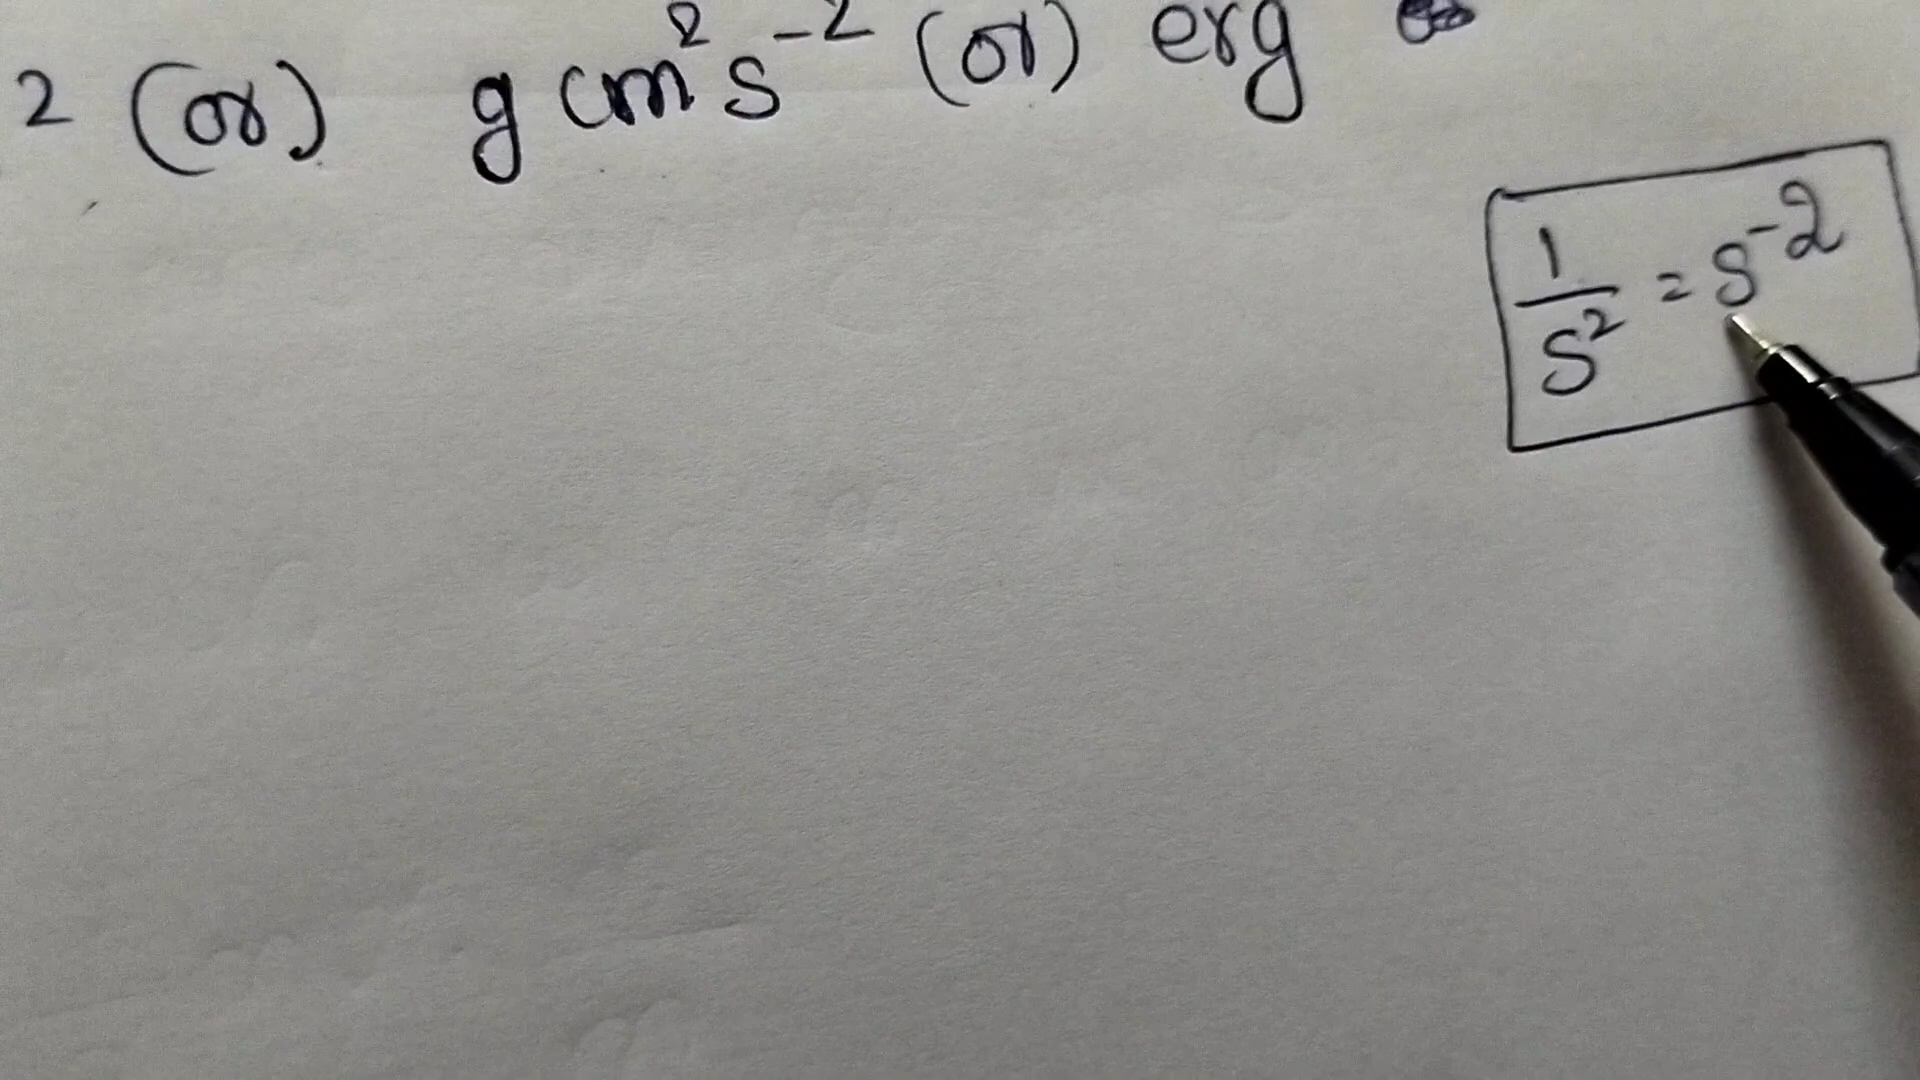 2 (or) g cm² s⁻² (or) erg
1/s² = s⁻²